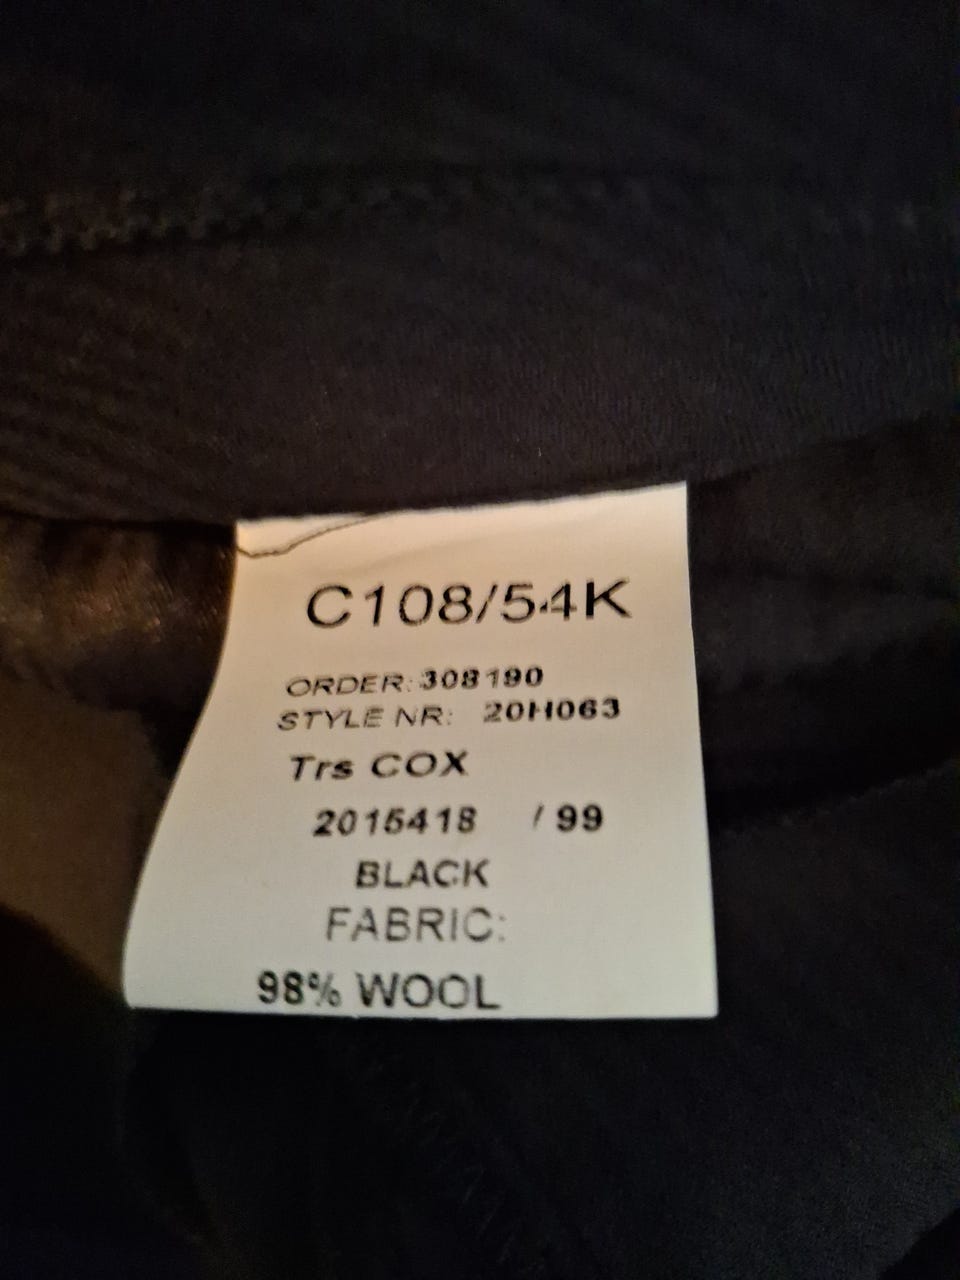 C108/54K
ORDER: 308190
STYLE NR: 20H063
Trs COX
2015418 / 99
BLACK
FABRIC:
98% WOOL